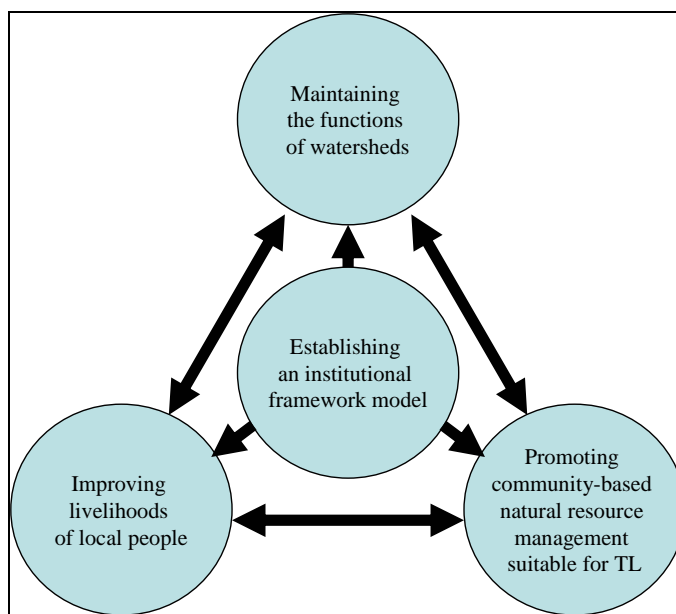 Maintaining
the functions
of watersheds
Establishing
an institutional
framework model
Improving
livelihoods
of local people
Promoting
community-based
natural resource
management
suitable for TL